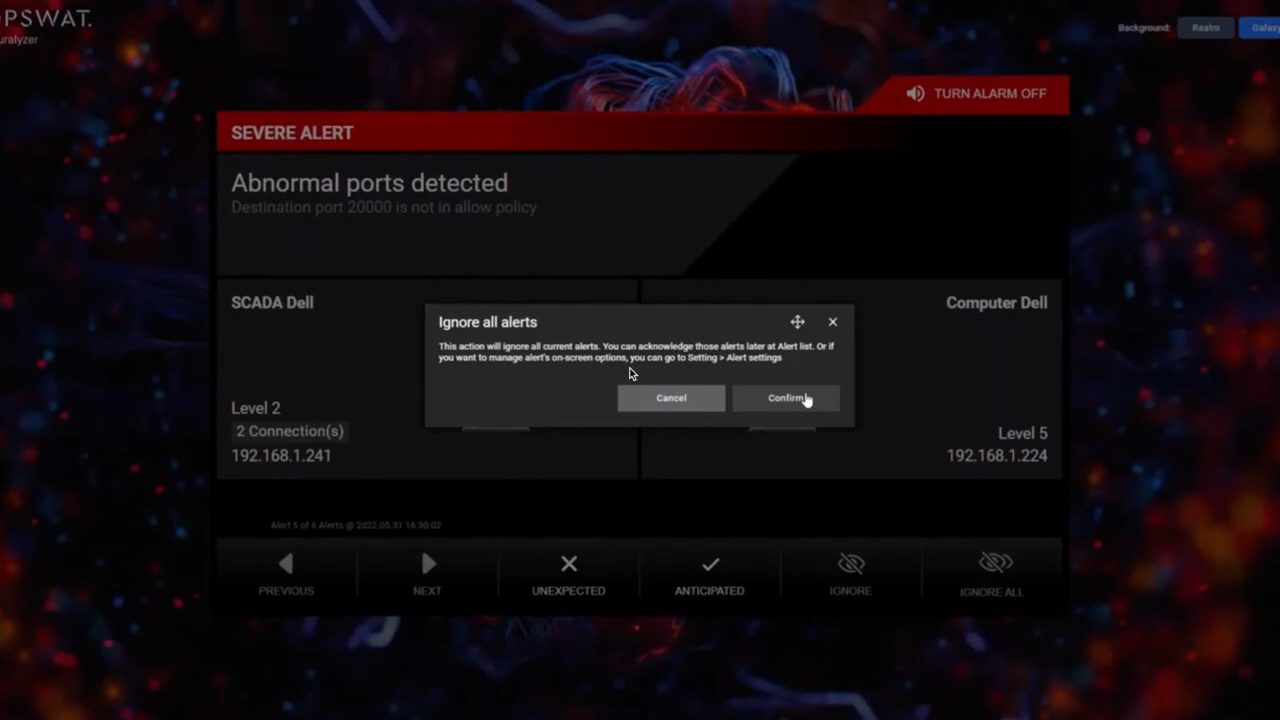 OPSWAT.
uralyzer
Background:
Realm
Galaxy
TURN ALARM OFF
SEVERE ALERT
Abnormal ports detected
Destination port 20000 is not in allow policy
SCADA Dell
Computer Dell
Ignore all alerts
This action will ignore all current alerts. You can acknowledge those alerts later at Alert list. Or if
you want to manage alert's on-screen options, you can go to Setting > Alert settings
Cancel
Confirm
Level 2
2 Connection(s)
192.168.1.241
Level 5
192.168.1.224
Alert 5 of 6 Alerts @ 2022.05.31 16:30:02
PREVIOUS
NEXT
UNEXPECTED
ANTICIPATED
IGNORE
IGNORE ALL